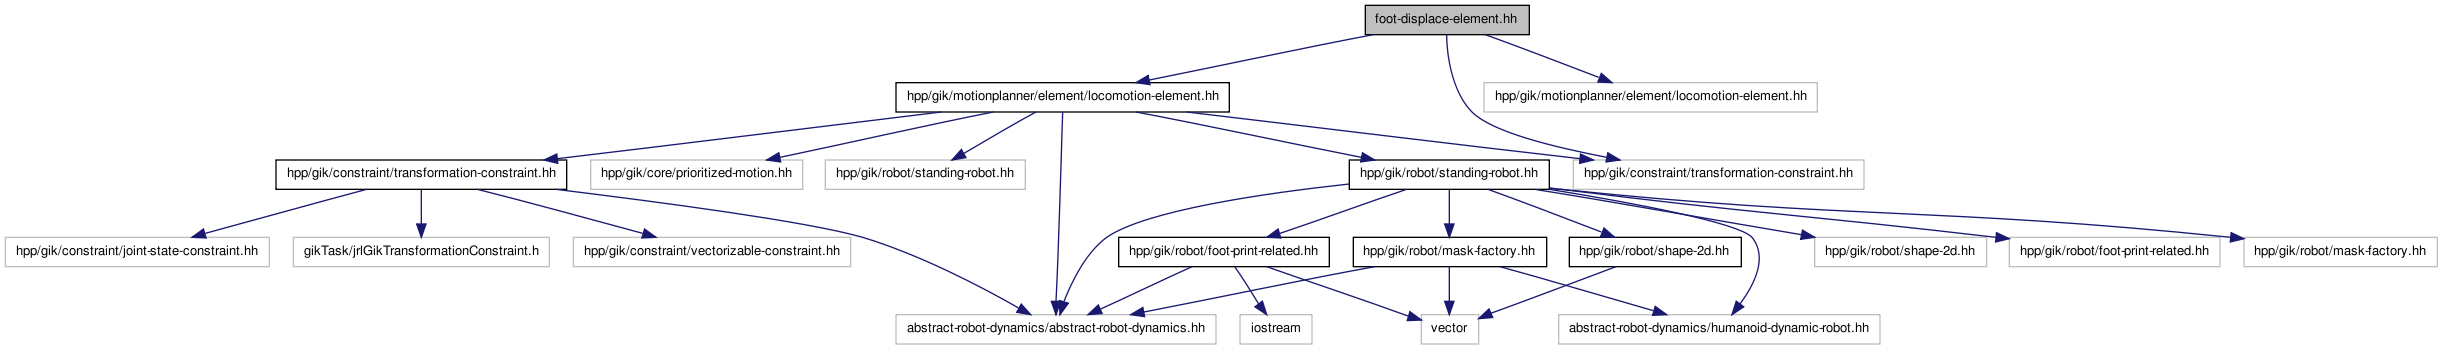 foot-displace-element.hh
hpp/gik/motionplanner/element/locomotion-element.hh
hpp/gik/motionplanner/element/locomotion-element.hh
hpp/gik/constraint/transformation-constraint.hh
hpp/gik/core/prioritized-motion.hh
hpp/gik/robot/standing-robot.hh
hpp/gik/robot/standing-robot.hh
hpp/gik/constraint/transformation-constraint.hh
hpp/gik/constraint/joint-state-constraint.hh
gikTask/jrlGikTransformationConstraint.h
hpp/gik/constraint/vectorizable-constraint.hh
hpp/gik/robot/foot-print-related.hh
hpp/gik/robot/mask-factory.hh
hpp/gik/robot/shape-2d.hh
hpp/gik/robot/shape-2d.hh
hpp/gik/robot/foot-print-related.hh
hpp/gik/robot/mask-factory.hh
abstract-robot-dynamics/abstract-robot-dynamics.hh
iostream
vector
abstract-robot-dynamics/humanoid-dynamic-robot.hh